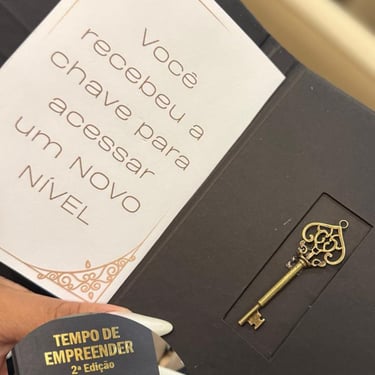 Você
recebeu a
chave para
acessar
um NOVO
NÍVEL
TEMPO DE
EMPREENDER
2ª Edição